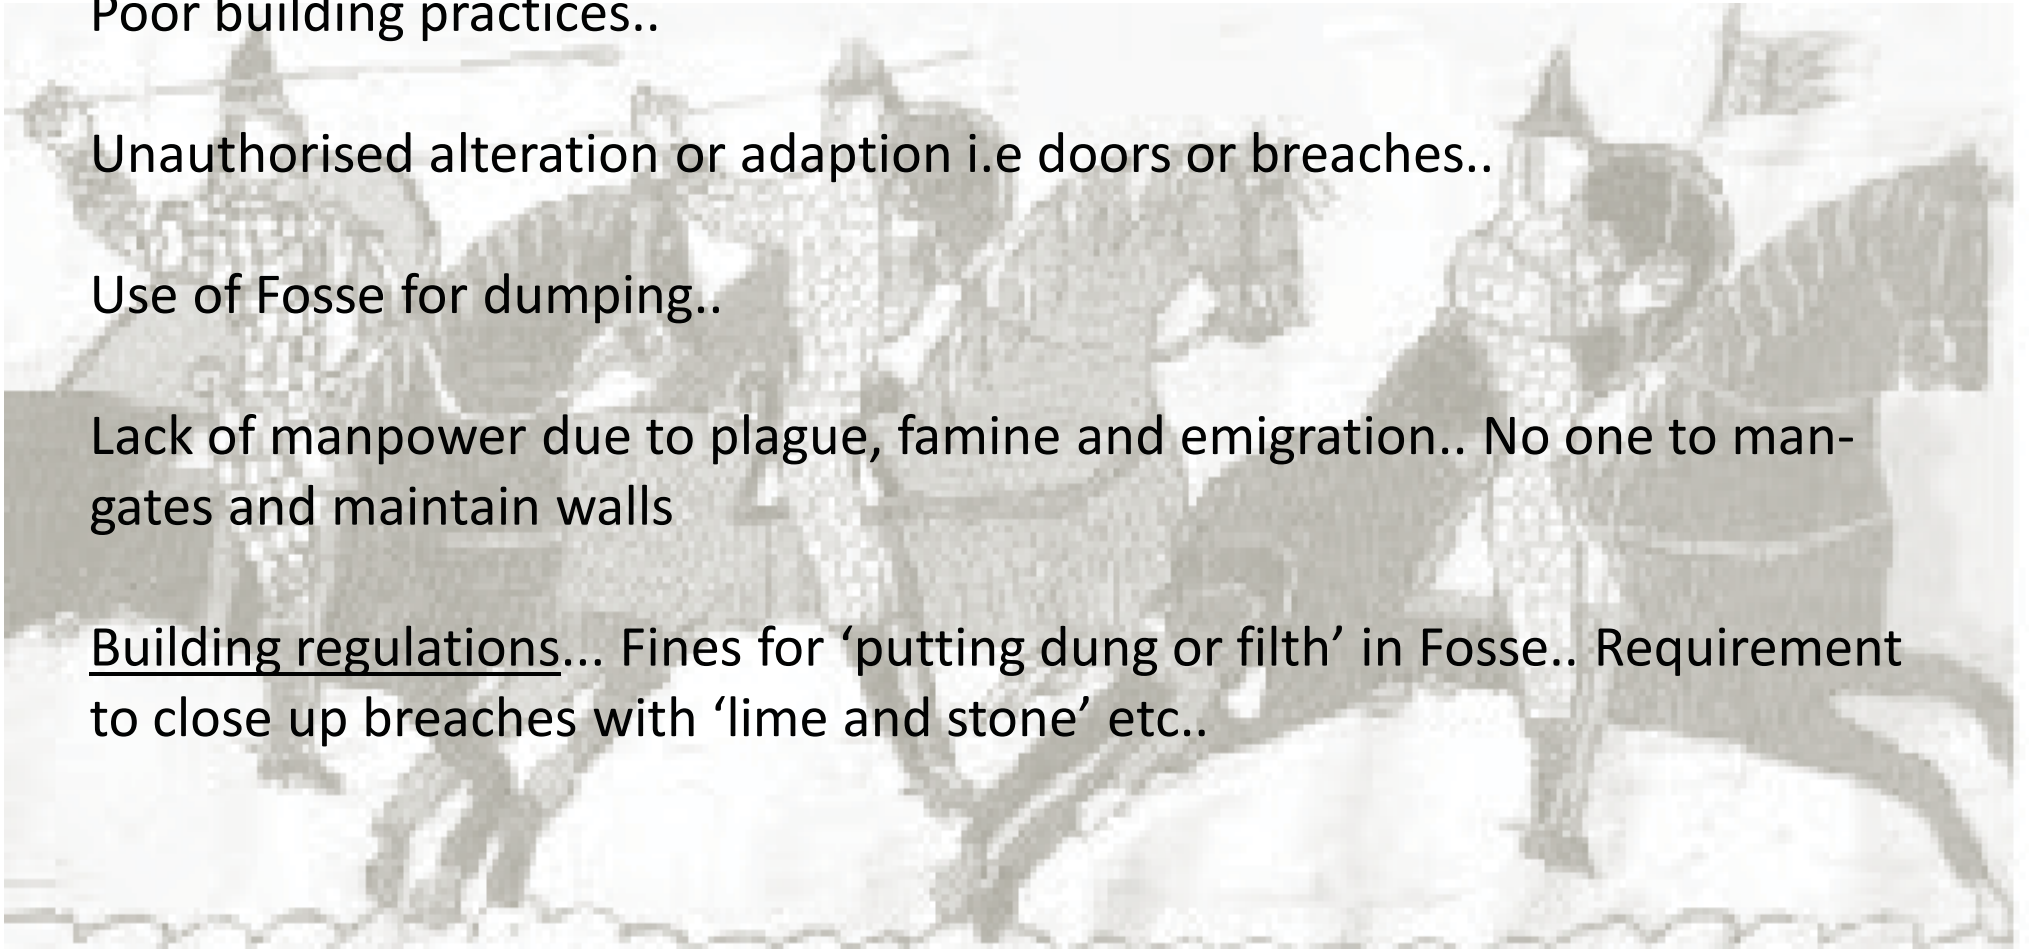 Poor building practices..
Unauthorised alteration or adaption i.e doors or breaches..
Use of Fosse for dumping..
Lack of manpower due to plague, famine and emigration.. No one to man-
gates and maintain walls
Building regulations... Fines for ‘putting dung or filth’ in Fosse.. Requirement
to close up breaches with ‘lime and stone’ etc..